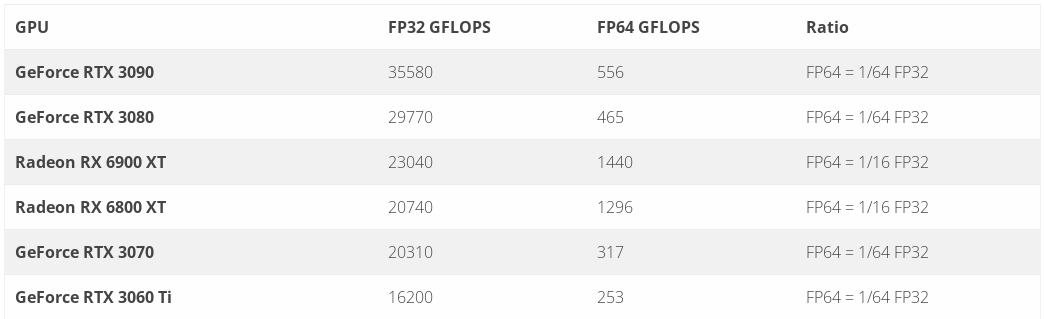 GPU FP32 GFLOPS FP64 GFLOPS Ratio
GeForce RTX 3090 35580 556 FP64 = 1/64 FP32
GeForce RTX 3080 29770 465 FP64 = 1/64 FP32
Radeon RX 6900 XT 23040 1440 FP64 = 1/16 FP32
Radeon RX 6800 XT 20740 1296 FP64 = 1/16 FP32
GeForce RTX 3070 20310 317 FP64 = 1/64 FP32
GeForce RTX 3060 Ti 16200 253 FP64 = 1/64 FP32